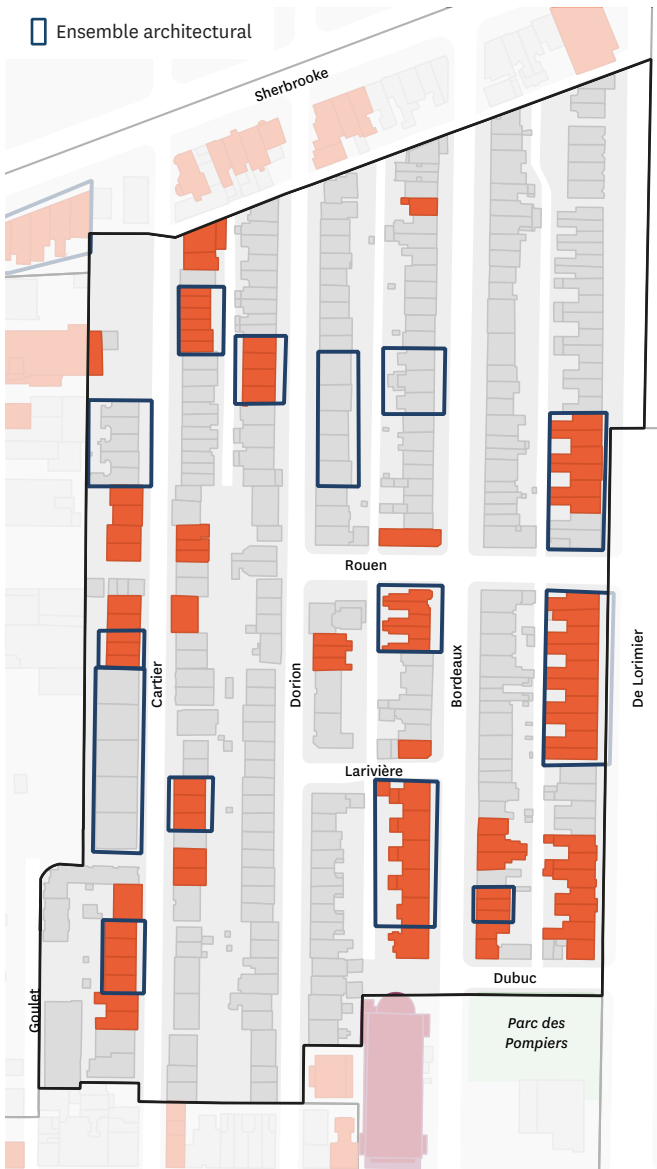 Ensemble architectural
Sherbrooke
Rouen
Cartier
Dorion
Bordeaux
De Lorimier
Larivière
Dubuc
Goulet
Parc des
Pompiers